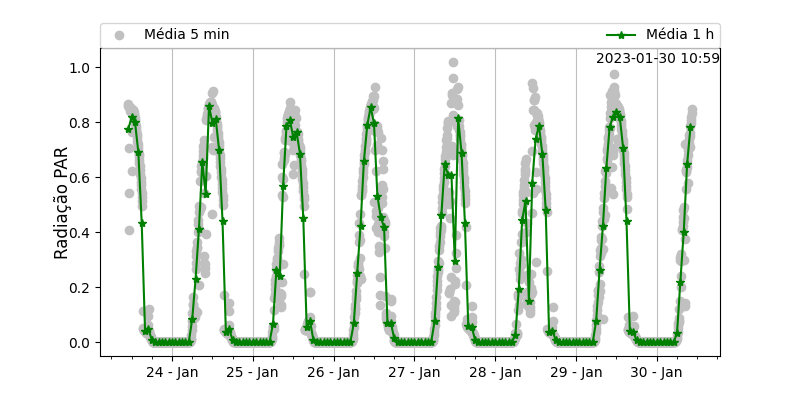 Média 5 min
Média 1 h
2023-01-30 10:59
Radiação PAR
1.0
0.8
0.6
0.4
0.2
0.0
24 - Jan
25 - Jan
26 - Jan
27 - Jan
28 - Jan
29 - Jan
30 - Jan